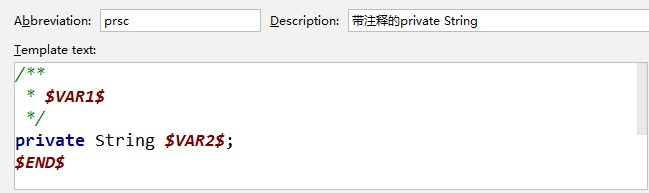 Abbreviation: prsc Description: 带注释的private String
Template text:
/**
 * $VAR1$
 */
private String $VAR2$;
$END$